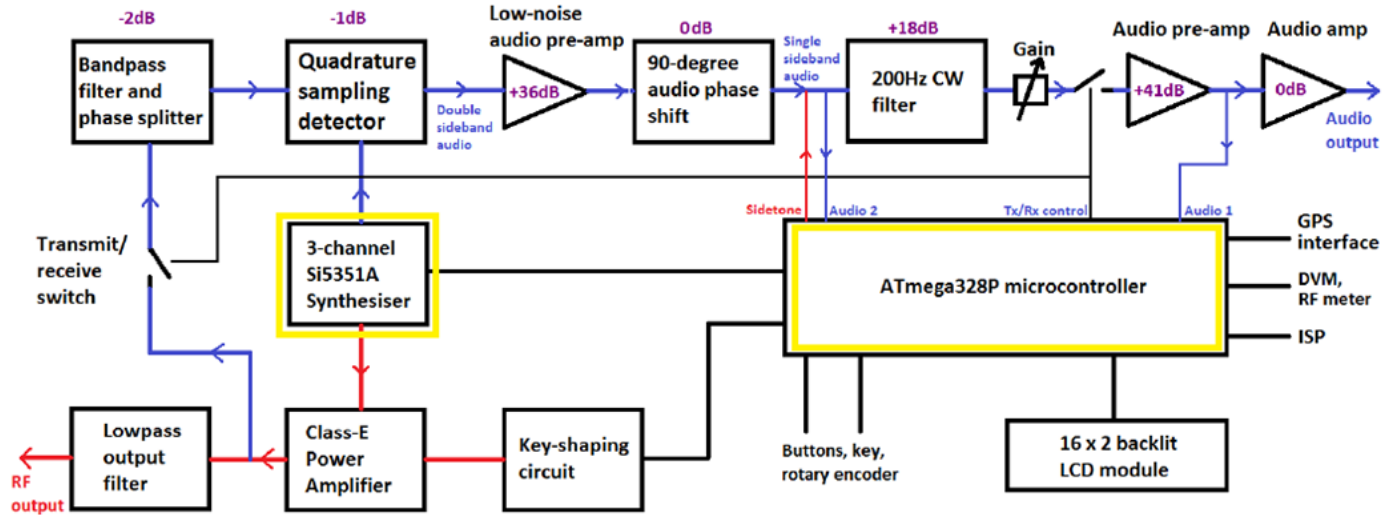 -2dB
-1dB
Low-noise
audio pre-amp
0dB
+18dB
Audio pre-amp
Audio amp
Bandpass
filter and
phase splitter
Quadrature
sampling
detector
+36dB
90-degree
audio phase
shift
Single
sideband
audio
200Hz CW
filter
Gain
+41dB
0dB
Double
sideband
audio
Audio
output
Sidetone
Audio 2
Tx/Rx control
Audio 1
Transmit/
receive
switch
3-channel
Si5351A
Synthesiser
ATmega328P microcontroller
GPS
interface
DVM,
RF meter
ISP
Lowpass
output
filter
Class-E
Power
Amplifier
Key-shaping
circuit
Buttons, key,
rotary encoder
16 x 2 backlit
LCD module
RF
output